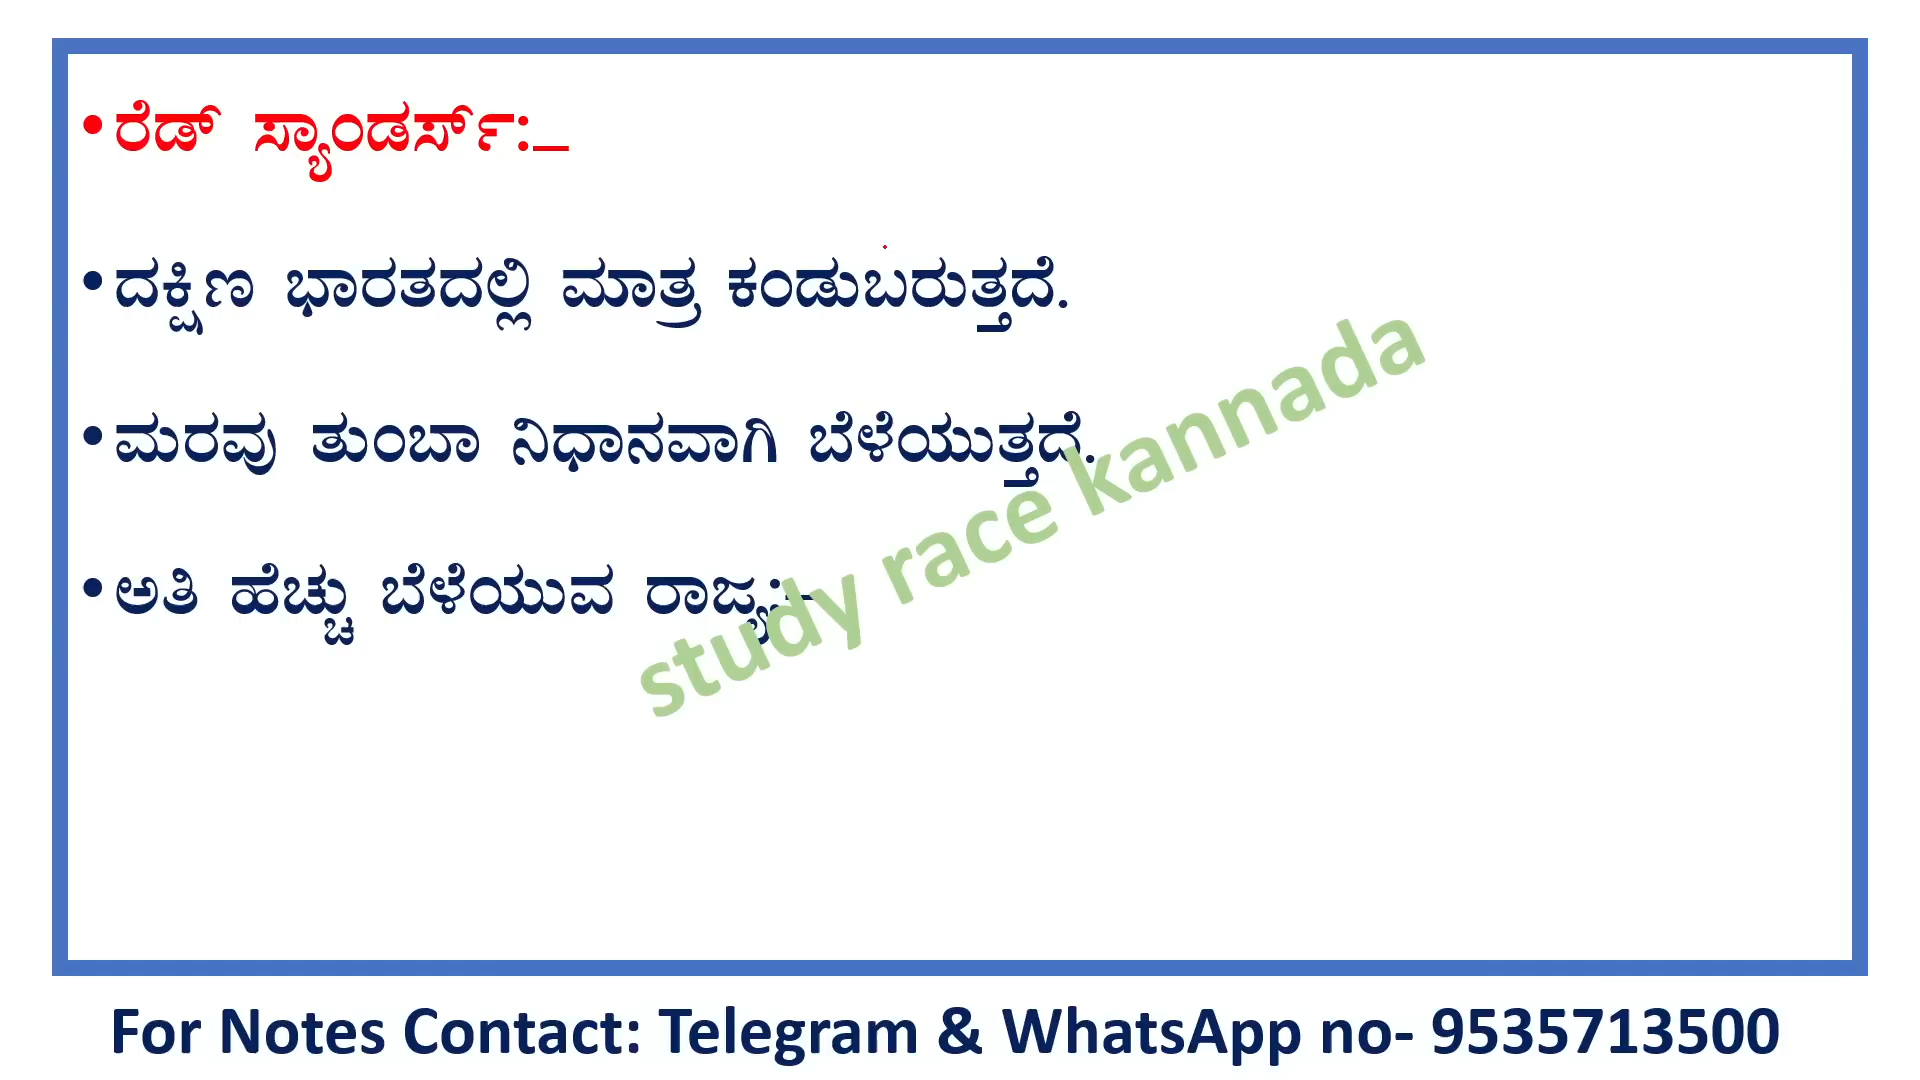 •ರೆಡ್ ಸ್ಯಾಂಡರ್ಸ್:–
•ದಕ್ಷಿಣ ಭಾರತದಲ್ಲಿ ಮಾತ್ರ ಕಂಡುಬರುತ್ತದೆ.
•ಮರವು ತುಂಬಾ ನಿಧಾನವಾಗಿ ಬೆಳೆಯುತ್ತದೆ.
•ಅತಿ ಹೆಚ್ಚು ಬೆಳೆಯುವ ರಾಜ್ಯ:–
study race kannada
For Notes Contact: Telegram & WhatsApp no- 9535713500